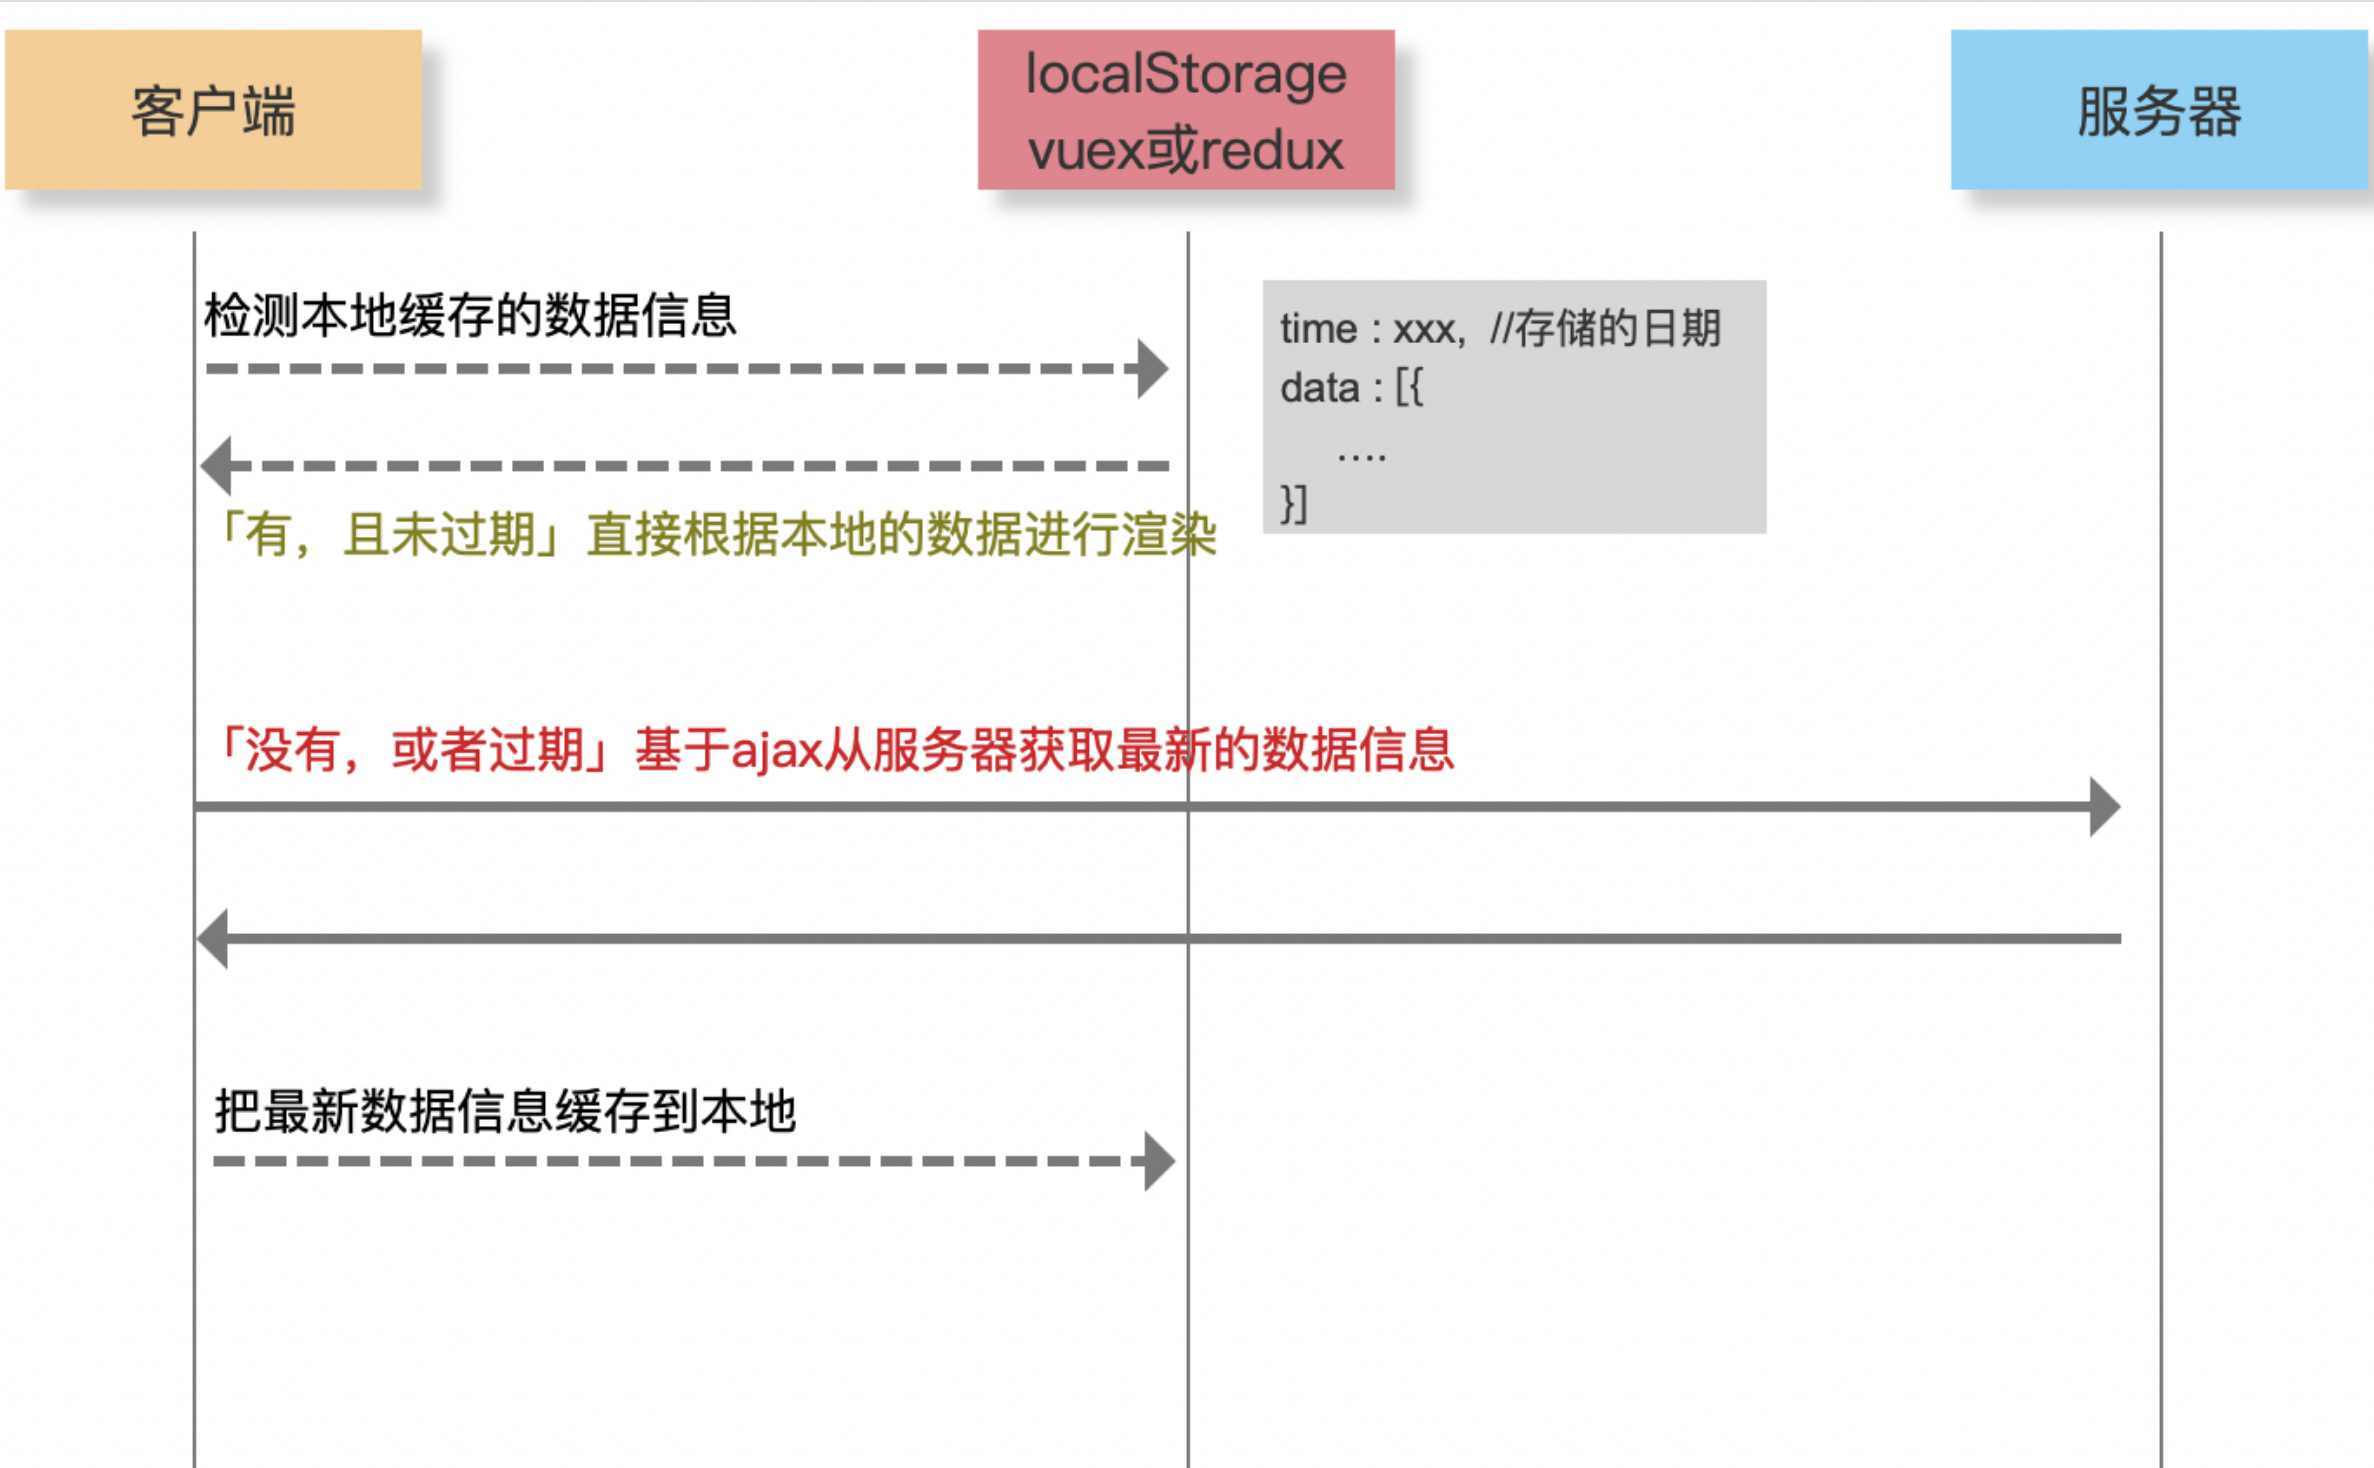 客户端
localStorage
vuex或redux
服务器
检测本地缓存的数据信息
time : xxx,  //存储的日期
data : [{
....
}]
「有，且未过期」直接根据本地的数据进行渲染
「没有，或者过期」基于ajax从服务器获取最新的数据信息
把最新数据信息缓存到本地